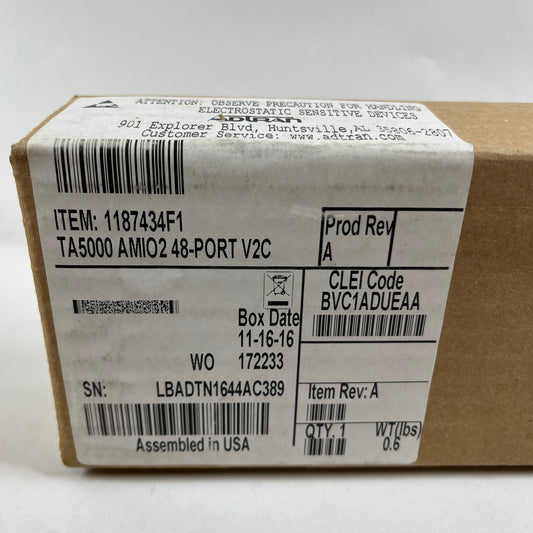 ATTENTION: OBSERVE PRECAUTION FOR HANDLING
ELECTROSTATIC SENSITIVE DEVICES
ADTRAN
901 Explorer Blvd, Huntsville, AL 35806-2807
Customer Service: www.adtran.com
ITEM: 1187434F1
TA5000 AMIO2 48-PORT V2C
Prod Rev
A
CLEI Code
BVC1ADUEAA
Box Date
11-16-16
WO 172233
SN: LBADTN1644AC389
Item Rev: A
Assembled in USA
QTY. 1 WT(lbs)
0.6